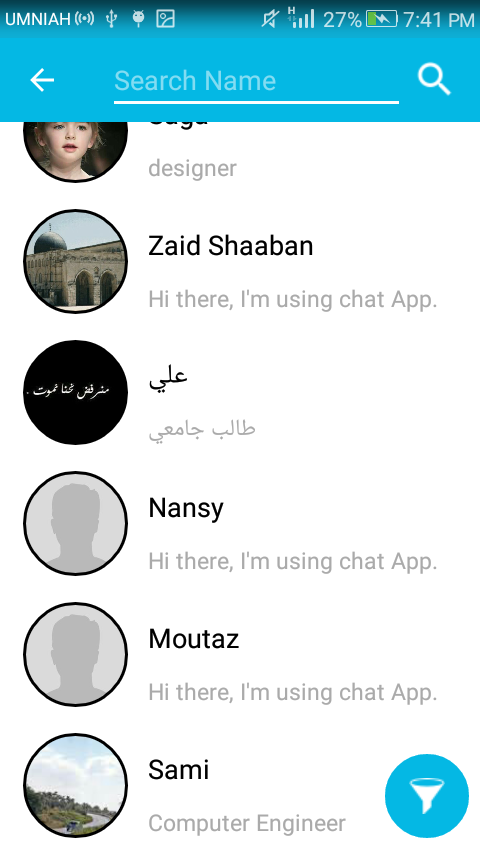 UMNIAH
27%
7:41 PM
Search Name
Saga
designer
Zaid Shaaban
Hi there, I'm using chat App.
علي
طالب جامعي
Nansy
Hi there, I'm using chat App.
Moutaz
Hi there, I'm using chat App.
Sami
Computer Engineer